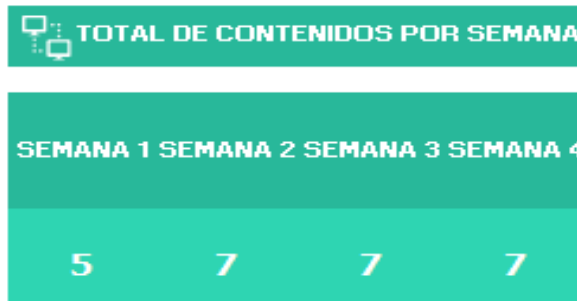 TOTAL DE CONTENIDOS POR SEMANA
SEMANA 1 SEMANA 2 SEMANA 3 SEMANA 4
5 7 7 7